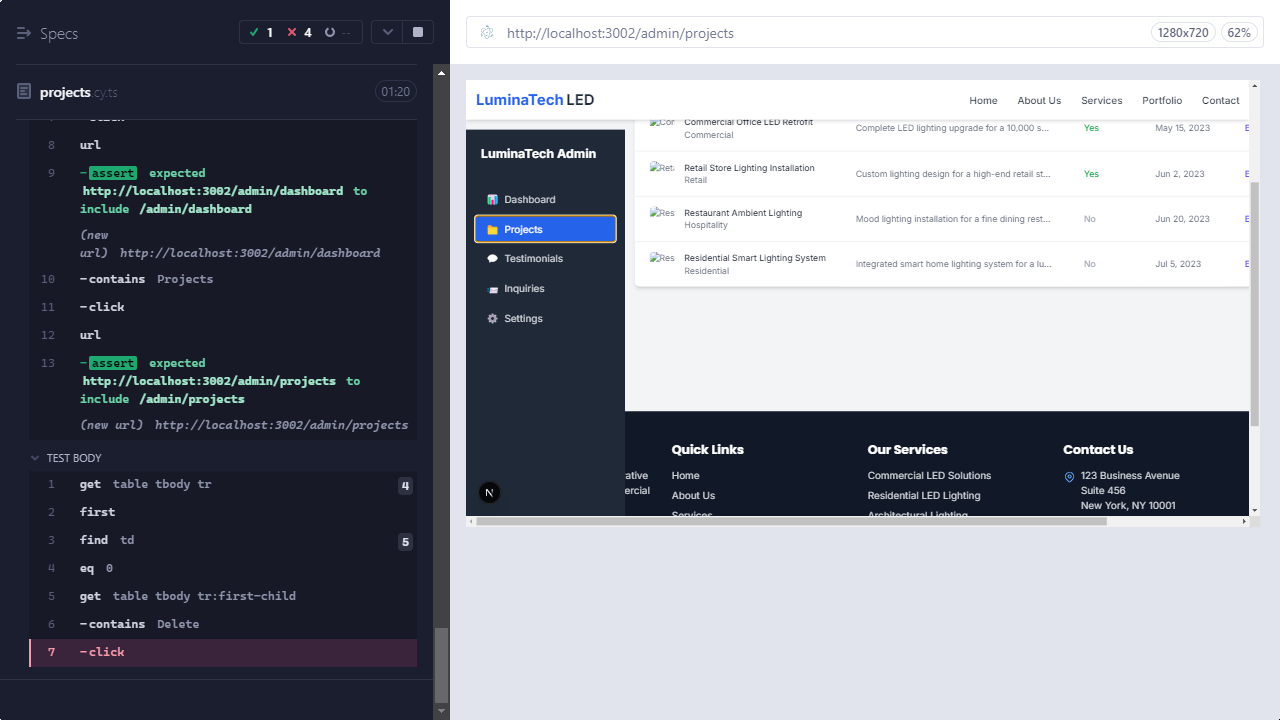 Specs
1
4
--
http://localhost:3002/admin/projects
1280x720
62%
projects.cy.ts
01:20
8 url
9 -assert expected
http://localhost:3002/admin/dashboard to
include /admin/dashboard
(new
url) http://localhost:3002/admin/dashboard
10 -contains Projects
11 -click
12 url
13 -assert expected
http://localhost:3002/admin/projects to
include /admin/projects
(new url) http://localhost:3002/admin/projects
TEST BODY
1 get table tbody tr 4
2 first
3 find td 5
4 eq 0
5 get table tbody tr:first-child
6 -contains Delete
7 -click
LuminaTech LED
Home About Us Services Portfolio Contact
LuminaTech Admin
Dashboard
Projects
Testimonials
Inquiries
Settings
Cor Commercial Office LED Retrofit
Commercial
Complete LED lighting upgrade for a 10,000 s... Yes May 15, 2023 E
Reta Retail Store Lighting Installation
Retail
Custom lighting design for a high-end retail st... Yes Jun 2, 2023 E
Res Restaurant Ambient Lighting
Hospitality
Mood lighting installation for a fine dining rest... No Jun 20, 2023 E
Res Residential Smart Lighting System
Residential
Integrated smart home lighting system for a lu... No Jul 5, 2023 E
N
rative
ercial
Quick Links
Home
About Us
Services
Our Services
Commercial LED Solutions
Residential LED Lighting
Architectural Lighting
Contact Us
123 Business Avenue
Suite 456
New York, NY 10001